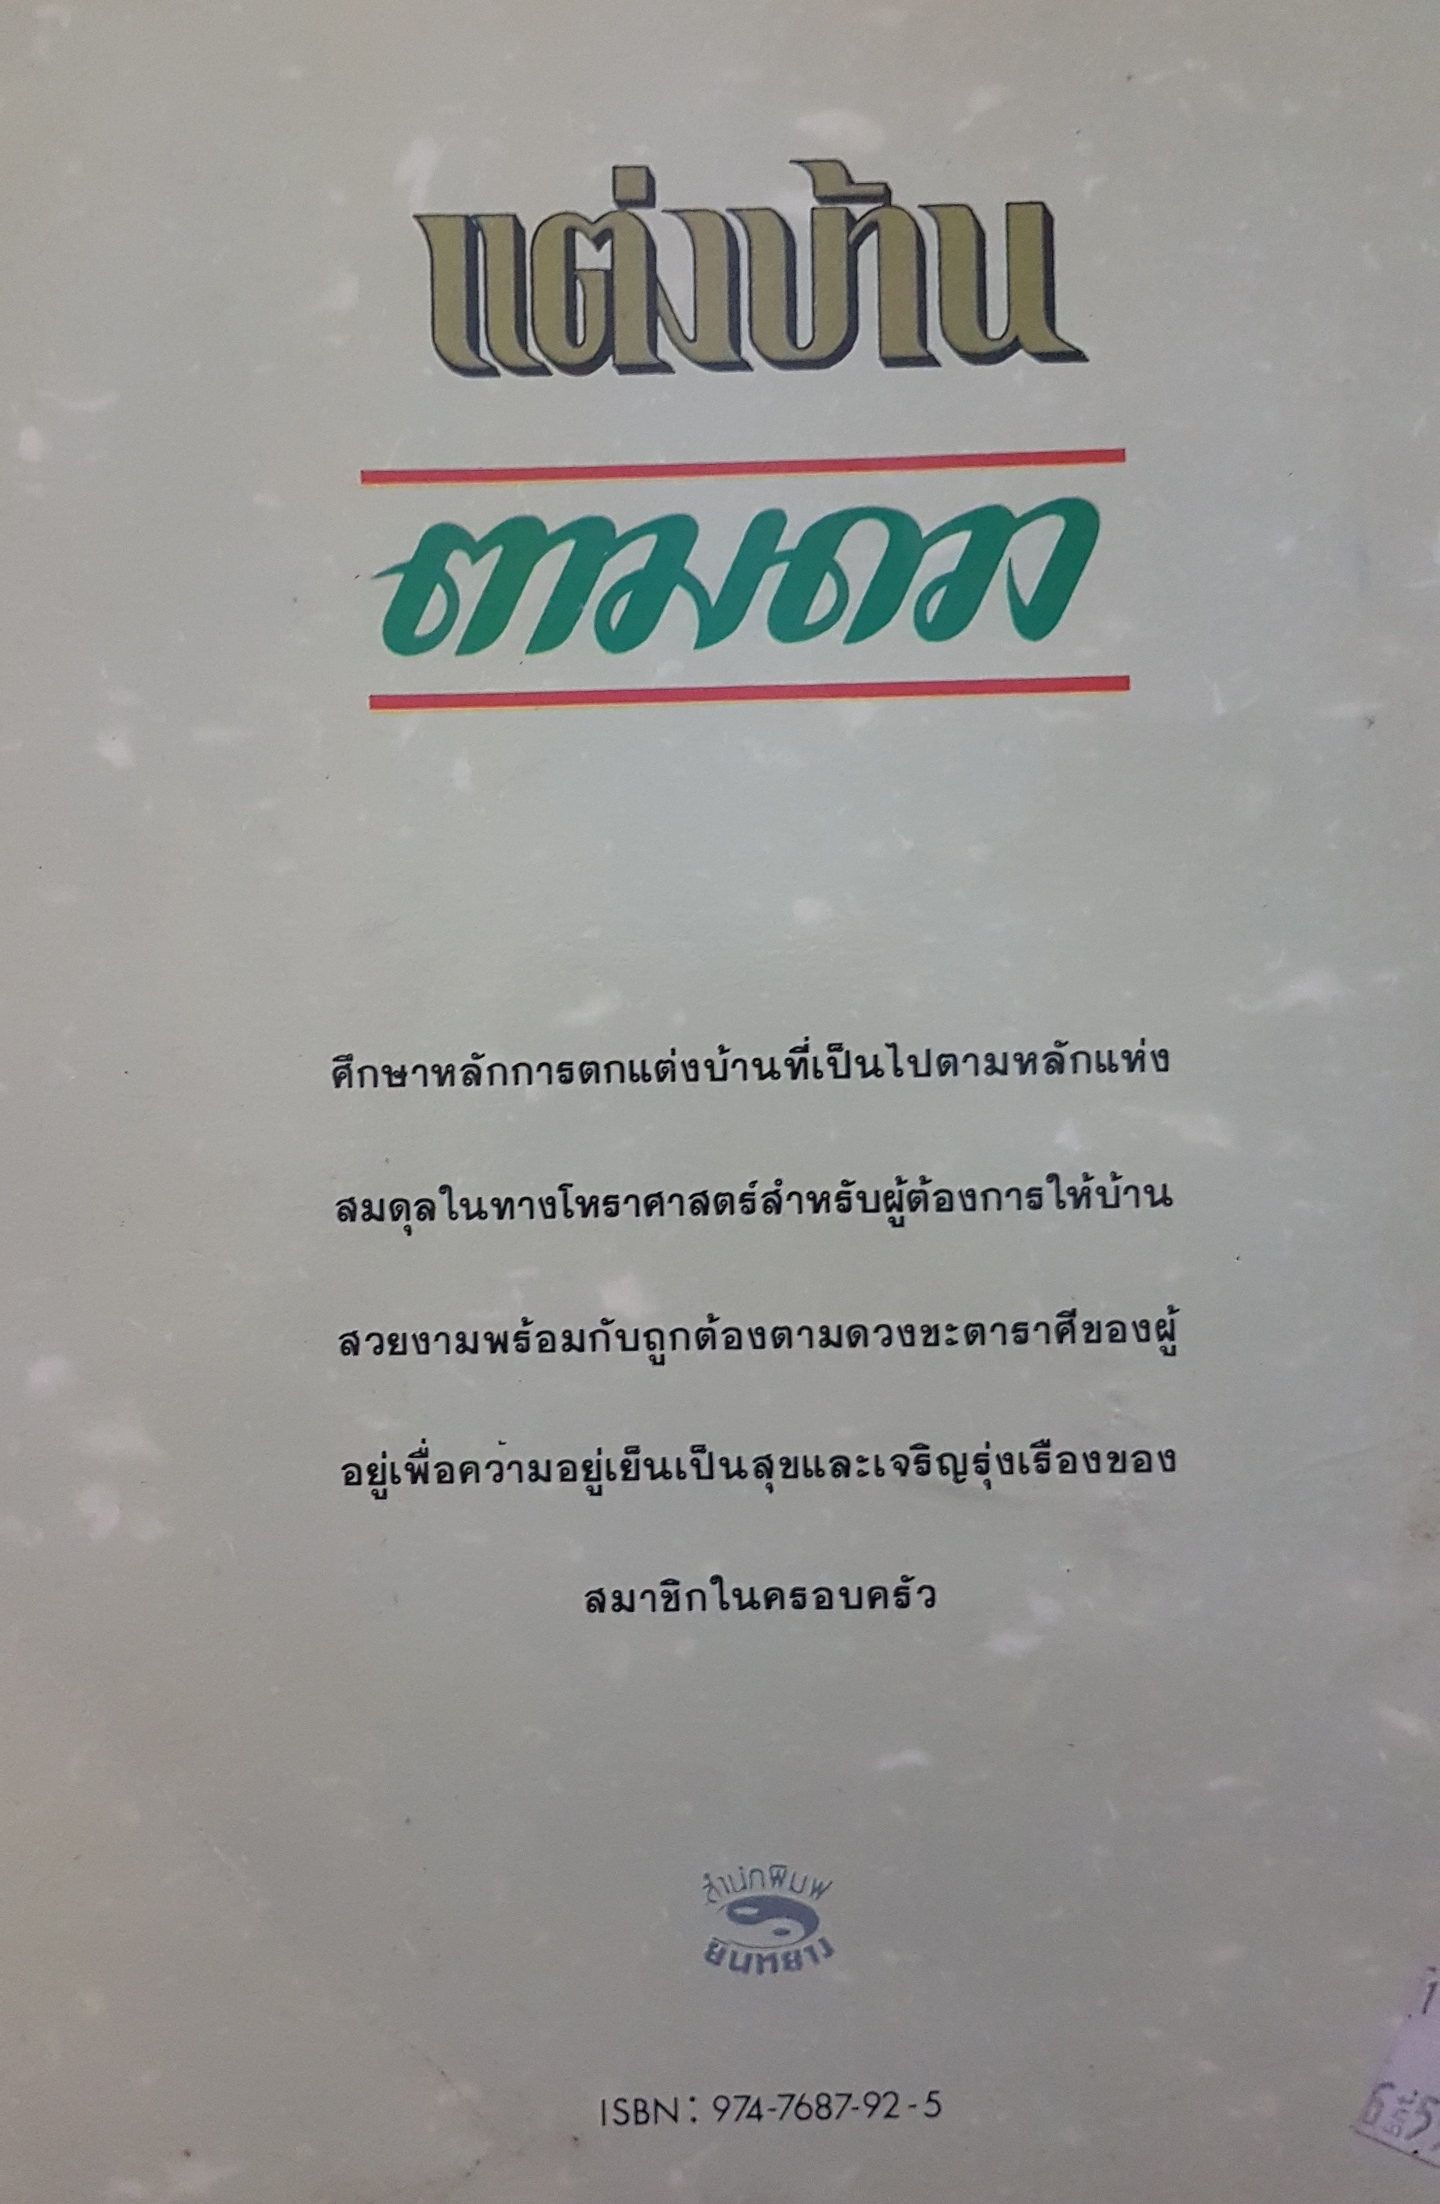 แต่งบ้าน
ตามดวง
ศึกษาหลักการตกแต่งบ้านที่เป็นไปตามหลักแห่ง
สมดุลในทางโหราศาสตร์สำหรับผู้ต้องการให้บ้าน
สวยงามพร้อมกับถูกต้องตามดวงชะตาราศีของผู้
อยู่เพื่อความอยู่เย็นเป็นสุขและเจริญรุ่งเรืองของ
สมาชิกในครอบครัว
สำนักพิมพ์
ยินหยาง
ISBN: 974-7687-92-5